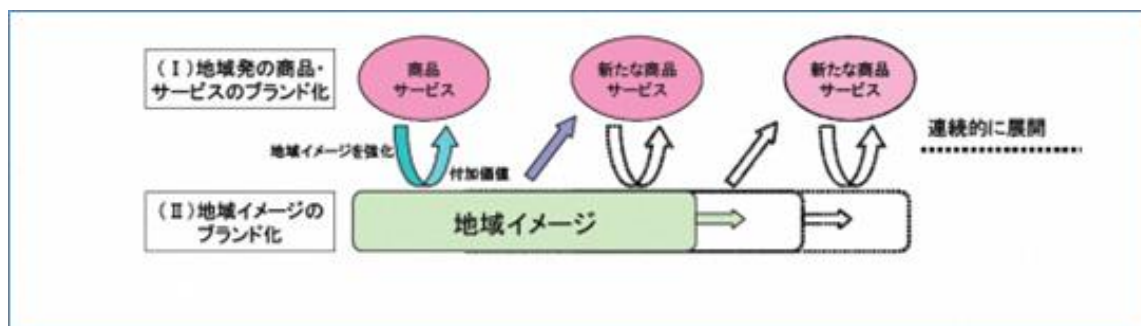 (Ⅰ)地域発の商品・
サービスのブランド化
商品
サービス
新たな商品
サービス
新たな商品
サービス
地域イメージを強化
付加価値
連続的に展開
(Ⅱ)地域イメージの
ブランド化
地域イメージ